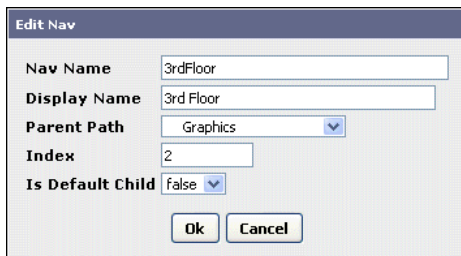 Edit Nav
Nav Name 3rdFloor
Display Name 3rd Floor
Parent Path Graphics
Index 2
Is Default Child false
Ok Cancel